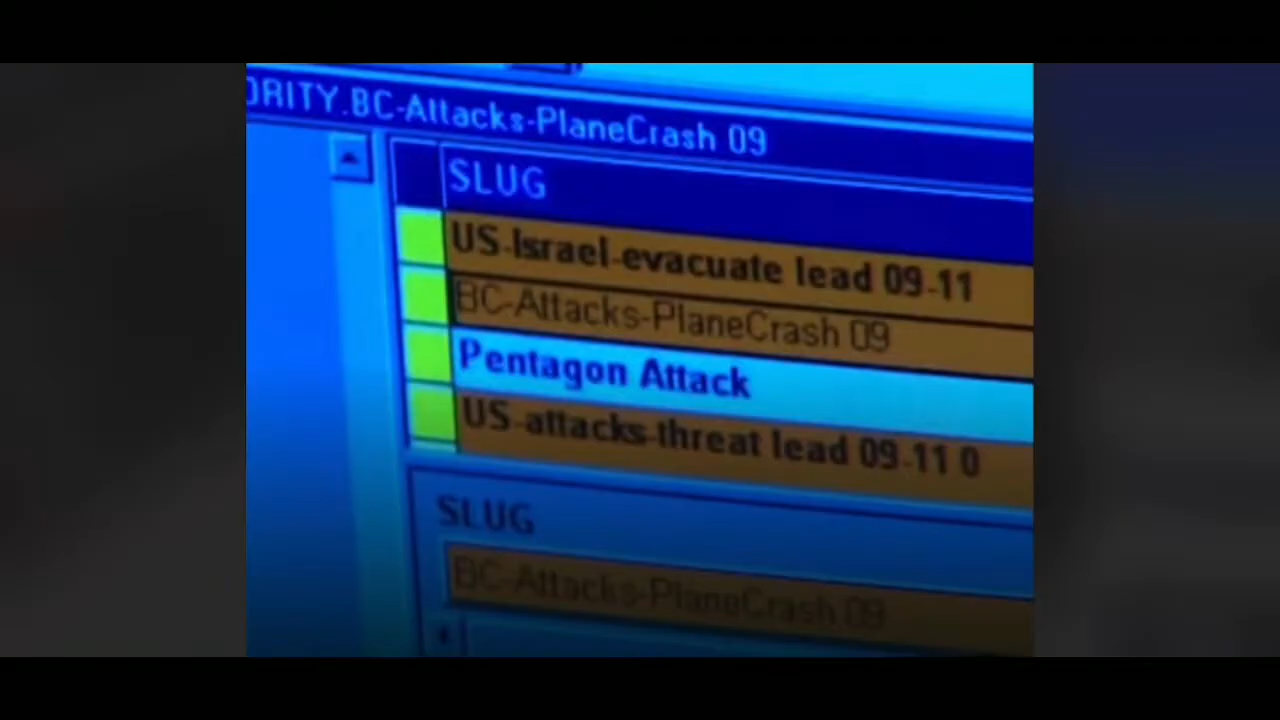 ORITY.BC-Attacks-PlaneCrash 09
SLUG
US-Israel-evacuate lead 09-11
BC-Attacks-PlaneCrash 09
Pentagon Attack
US-attacks-threat lead 09-11 0
SLUG
BC-Attacks-PlaneCrash 09